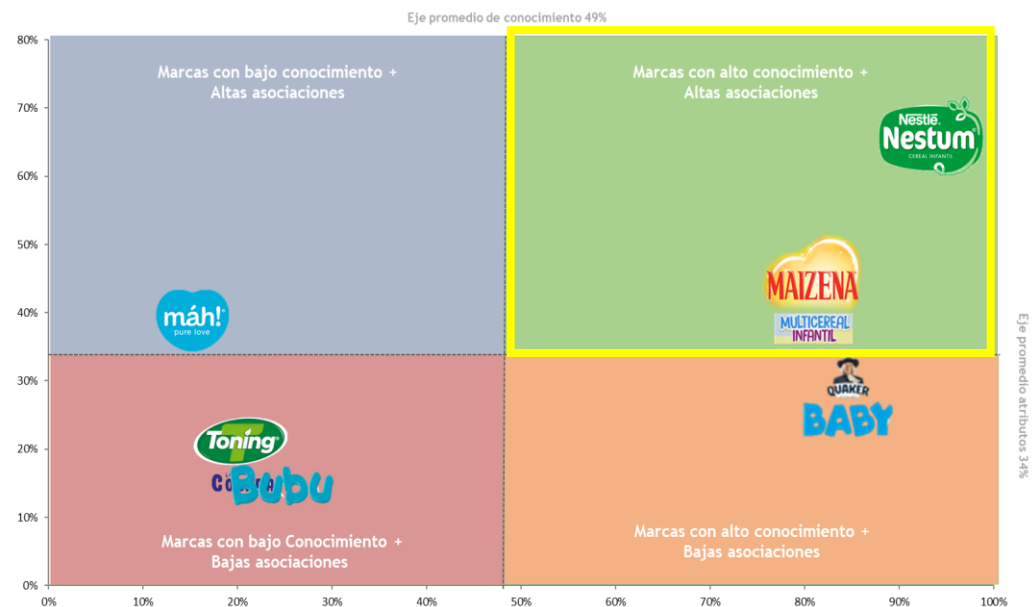 Eje promedio de conocimiento 49%
80%
Marcas con bajo conocimiento +
Altas asociaciones
Marcas con alto conocimiento +
Altas asociaciones
70%
Nestlé.
Nestum
CEREAL INFANTIL
60%
50%
MAIZENA
MULTICEREAL
INFANTIL
40%
máh!
pure love
Eje promedio atributos 34%
30%
QUAKER
BABY
20%
Toning
Bubu
10%
Marcas con bajo Conocimiento +
Bajas asociaciones
Marcas con alto conocimiento +
Bajas asociaciones
0%
0% 10% 20% 30% 40% 50% 60% 70% 80% 90% 100%